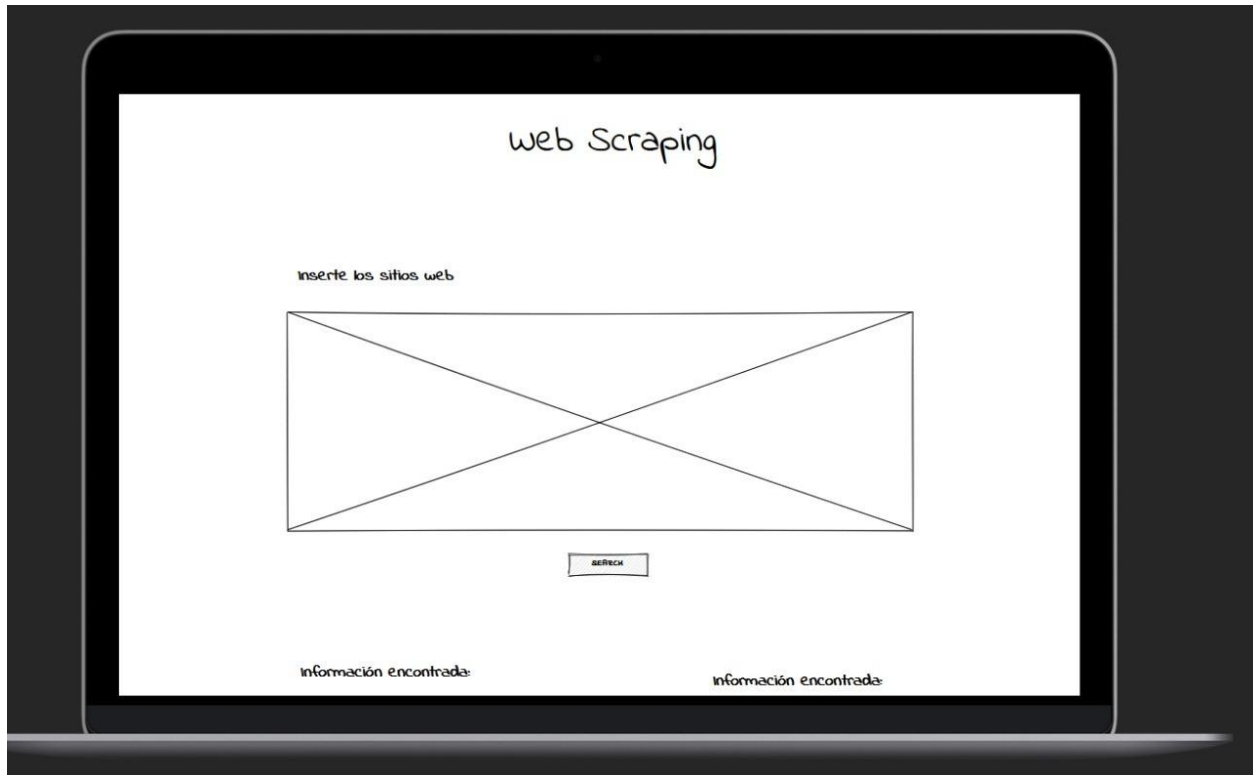 Web Scraping
Inserte los sitios web
SEARCH
Información encontrada:
Información encontrada: